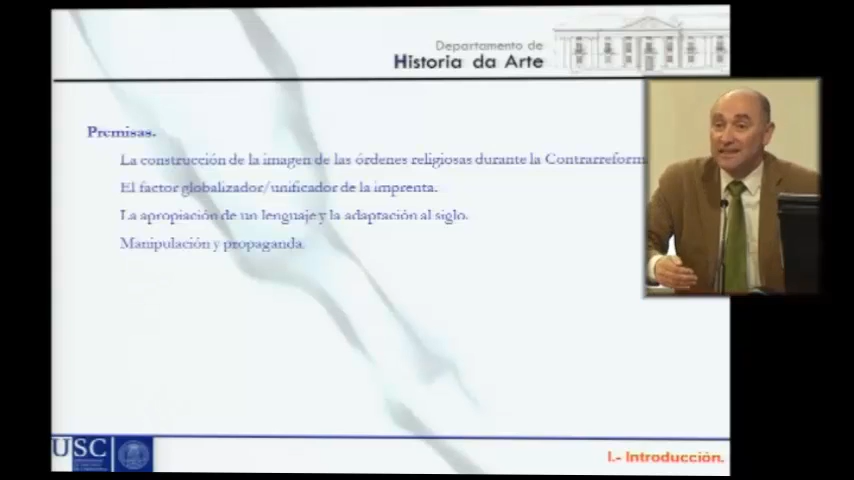 Departamento de
Historia da Arte
Premisas.
La construcción de la imagen de las órdenes religiosas durante la Contrarreform
El factor globalizador/unificador de la imprenta.
La apropiación de un lenguaje y la adaptación al siglo.
Manipulación y propaganda.
USC
I.- Introducción.